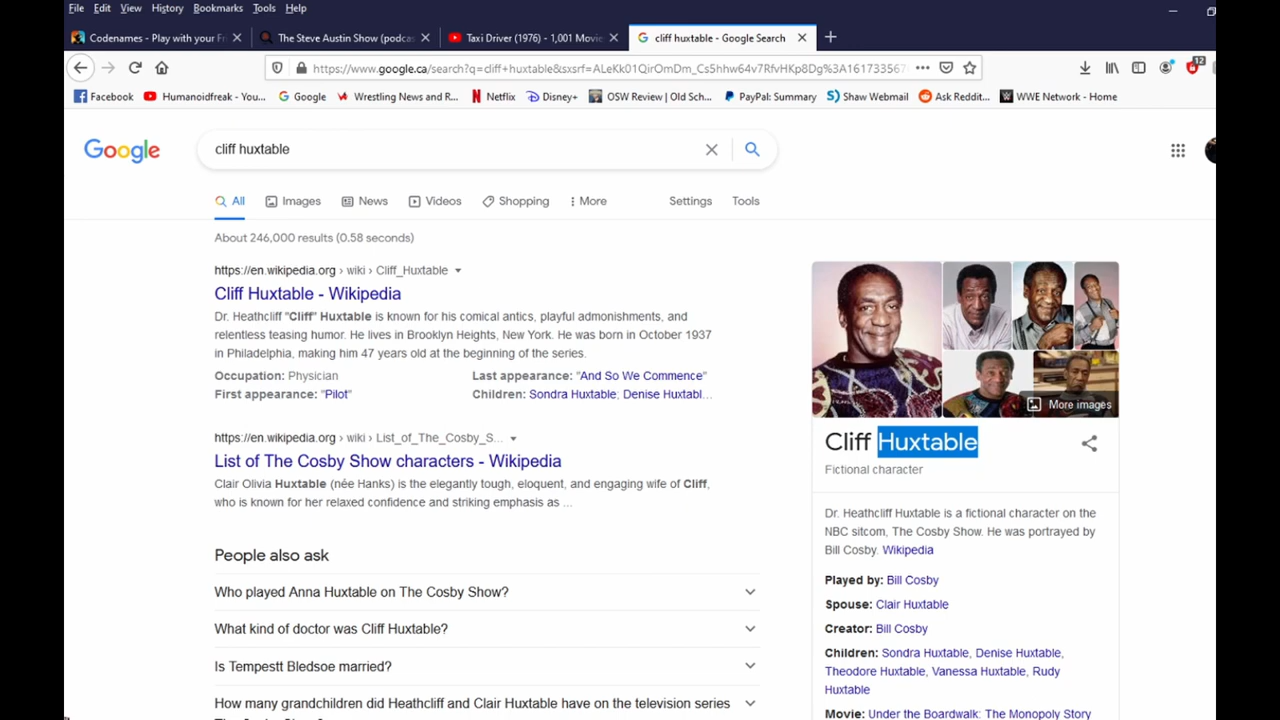 File Edit View History Bookmarks Tools Help
Codenames - Play with your Fr
The Steve Austin Show (podca
Taxi Driver (1976) - 1,001 Movie
cliff huxtable - Google Search
https://www.google.ca/search?q=cliff+huxtable&sxsrf=ALeKk01QirOmDm_Cs5hhw64v7RfvHKp8Dg%3A1617335567
12
Facebook
Humanoidfreak - You...
Google
Wrestling News and R...
Netflix
Disney+
OSW Review | Old Sch...
PayPal: Summary
Shaw Webmail
Ask Reddit...
WWE Network - Home
Google
cliff huxtable
All Images News Videos Shopping More Settings Tools
About 246,000 results (0.58 seconds)
https://en.wikipedia.org › wiki › Cliff_Huxtable
Cliff Huxtable - Wikipedia
Dr. Heathcliff "Cliff" Huxtable is known for his comical antics, playful admonishments, and
relentless teasing humor. He lives in Brooklyn Heights, New York. He was born in October 1937
in Philadelphia, making him 47 years old at the beginning of the series.
Occupation: Physician
Last appearance: "And So We Commence"
First appearance: "Pilot"
Children: Sondra Huxtable; Denise Huxtabl...
https://en.wikipedia.org › wiki › List_of_The_Cosby_S...
List of The Cosby Show characters - Wikipedia
Clair Olivia Huxtable (née Hanks) is the elegantly tough, eloquent, and engaging wife of Cliff,
who is known for her relaxed confidence and striking emphasis as ...
People also ask
Who played Anna Huxtable on The Cosby Show?
What kind of doctor was Cliff Huxtable?
Is Tempestt Bledsoe married?
How many grandchildren did Heathcliff and Clair Huxtable have on the television series
More images
Cliff Huxtable
Fictional character
Dr. Heathcliff Huxtable is a fictional character on the
NBC sitcom, The Cosby Show. He was portrayed by
Bill Cosby. Wikipedia
Played by: Bill Cosby
Spouse: Clair Huxtable
Creator: Bill Cosby
Children: Sondra Huxtable, Denise Huxtable,
Theodore Huxtable, Vanessa Huxtable, Rudy
Huxtable
Movie: Under the Boardwalk: The Monopoly Story